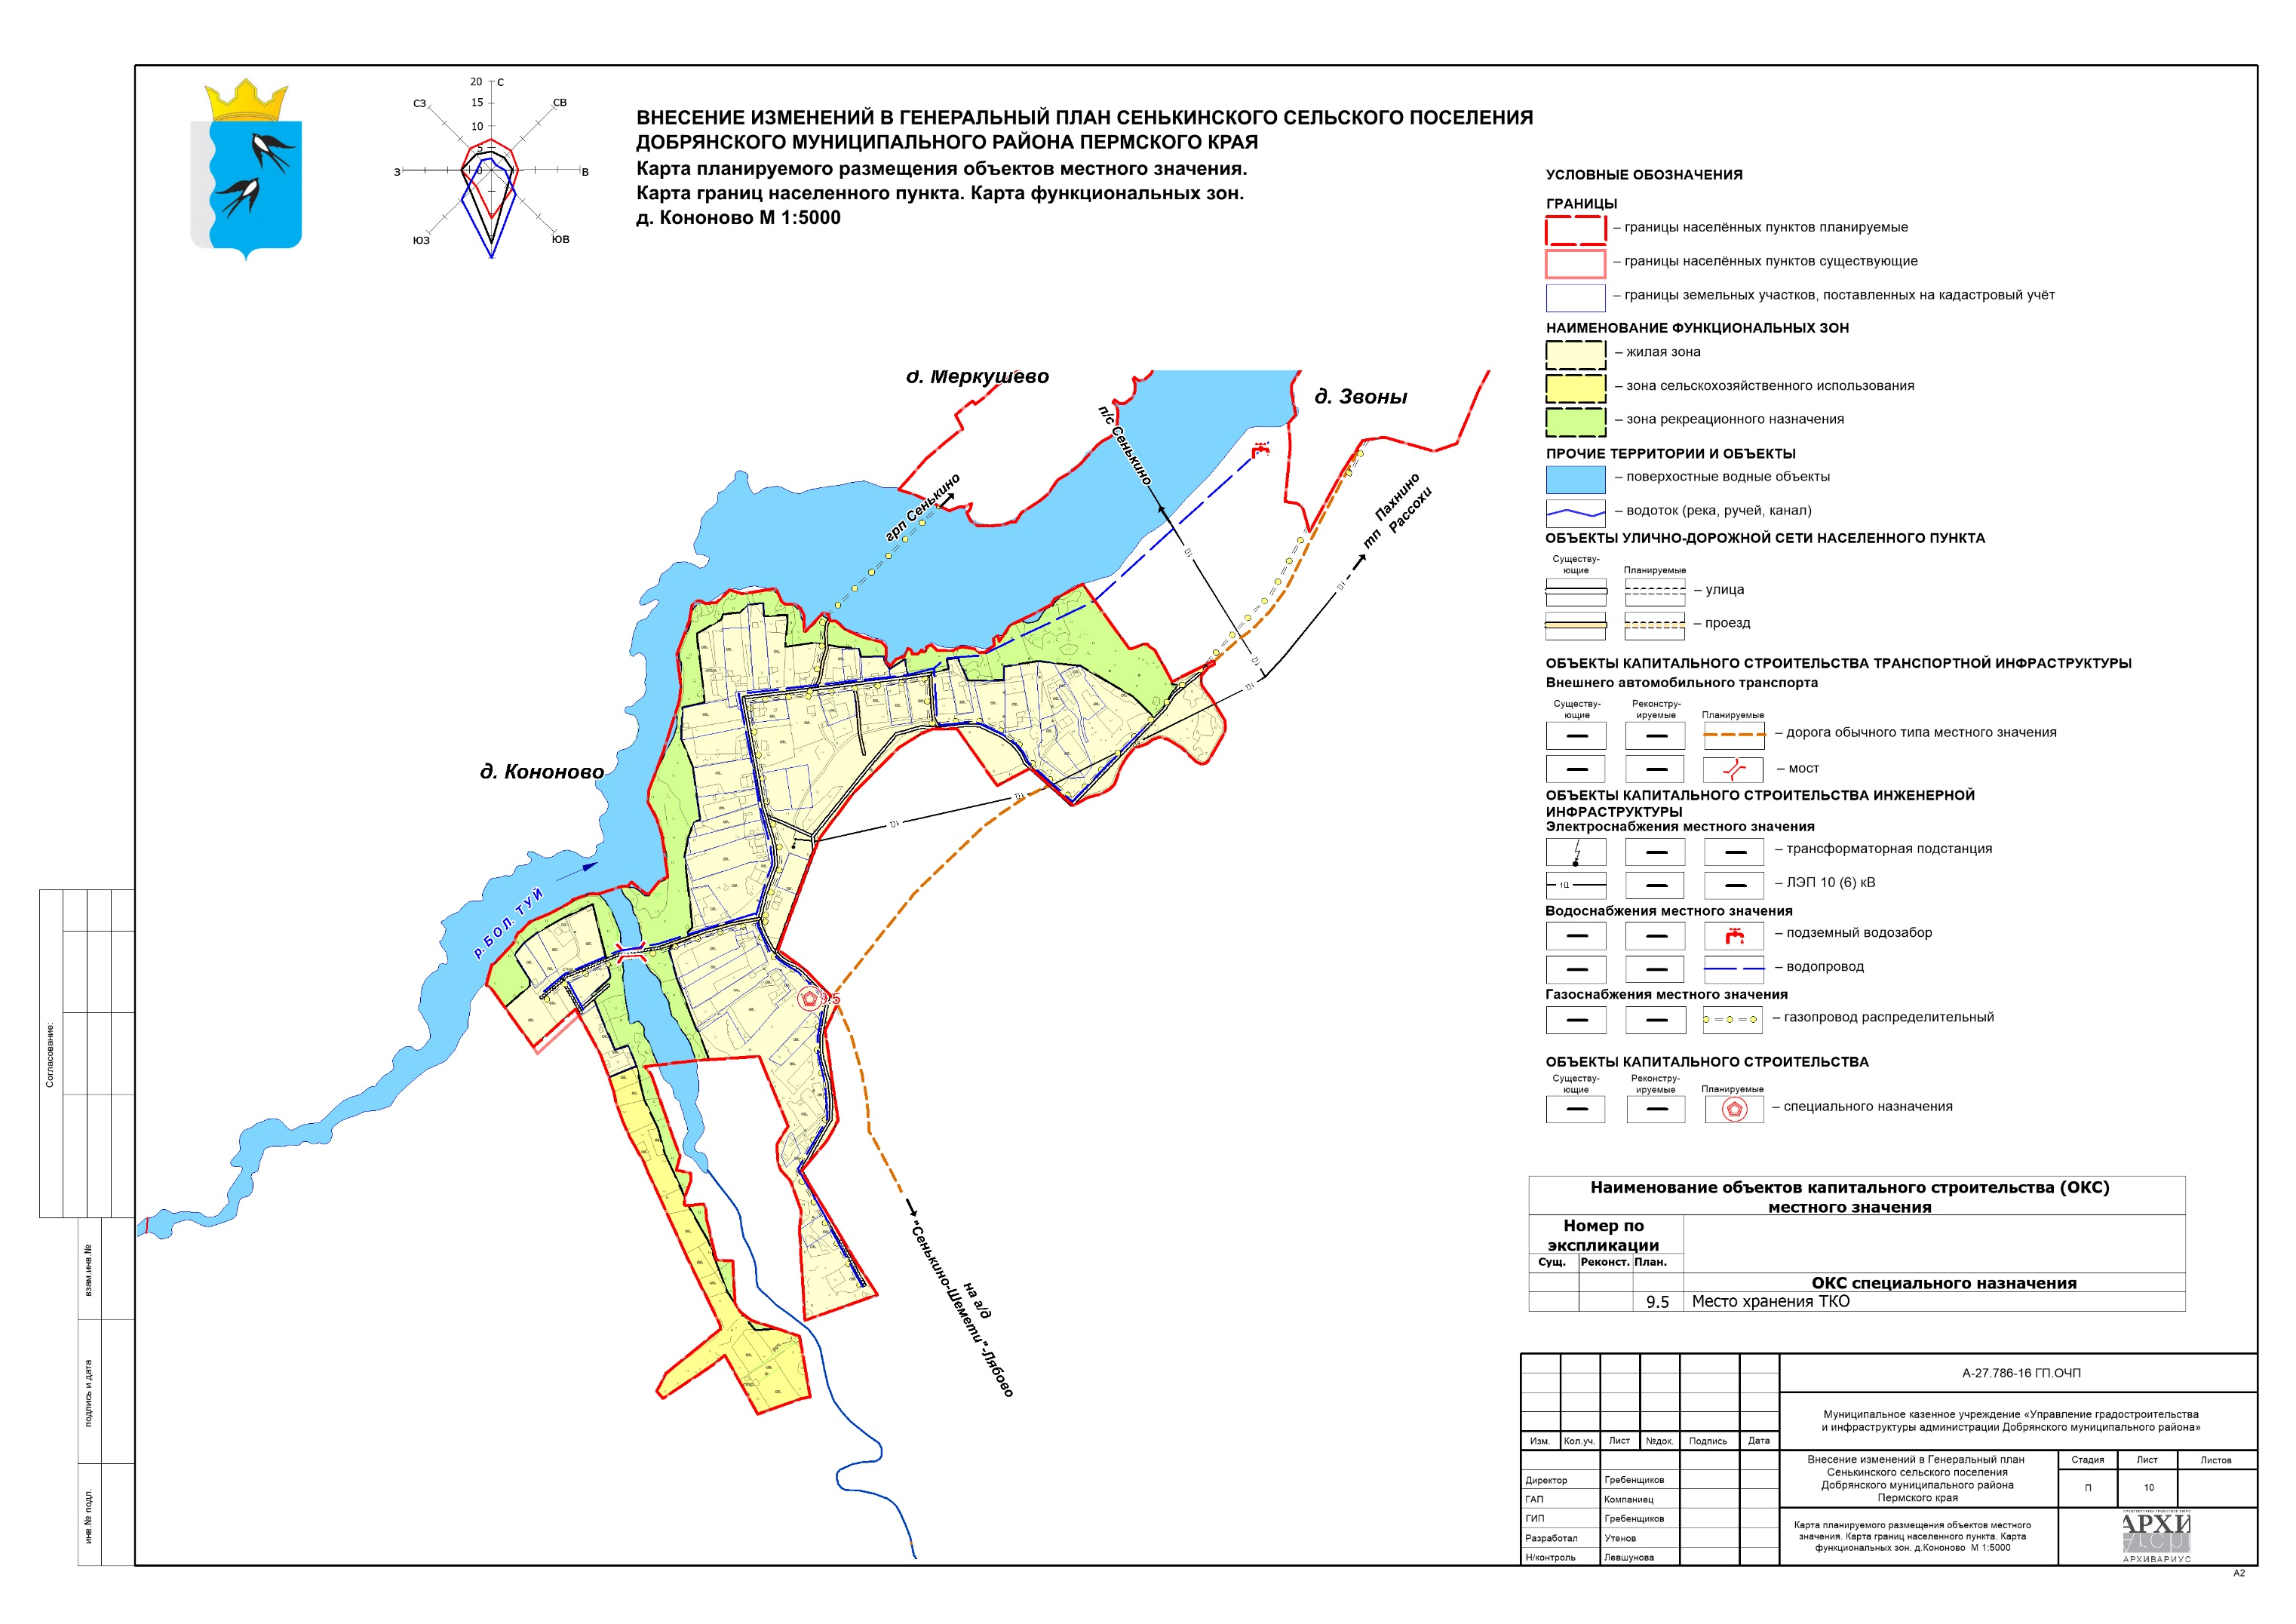 20
С
СЗ
15
СВ
10
5
0
З
В
ЮЗ
ЮВ
ВНЕСЕНИЕ ИЗМЕНЕНИЙ В ГЕНЕРАЛЬНЫЙ ПЛАН СЕНЬКИНСКОГО СЕЛЬСКОГО ПОСЕЛЕНИЯ
ДОБРЯНСКОГО МУНИЦИПАЛЬНОГО РАЙОНА ПЕРМСКОГО КРАЯ
Карта планируемого размещения объектов местного значения.
Карта границ населенного пункта. Карта функциональных зон.
д. Кононово М 1:5000
УСЛОВНЫЕ ОБОЗНАЧЕНИЯ
ГРАНИЦЫ
– границы населённых пунктов планируемые
– границы населённых пунктов существующие
– границы земельных участков, поставленных на кадастровый учёт
НАИМЕНОВАНИЕ ФУНКЦИОНАЛЬНЫХ ЗОН
– жилая зона
– зона сельскохозяйственного использования
– зона рекреационного назначения
ПРОЧИЕ ТЕРРИТОРИИ И ОБЪЕКТЫ
– поверхостные водные объекты
– водоток (река, ручей, канал)
ОБЪЕКТЫ УЛИЧНО-ДОРОЖНОЙ СЕТИ НАСЕЛЕННОГО ПУНКТА
Существу-
ющие
Планируемые
– улица
– проезд
ОБЪЕКТЫ КАПИТАЛЬНОГО СТРОИТЕЛЬСТВА ТРАНСПОРТНОЙ ИНФРАСТРУКТУРЫ
Внешнего автомобильного транспорта
Существу-
ющие
Реконстру-
ируемые
Планируемые
– дорога обычного типа местного значения
– мост
ОБЪЕКТЫ КАПИТАЛЬНОГО СТРОИТЕЛЬСТВА ИНЖЕНЕРНОЙ
ИНФРАСТРУКТУРЫ
Электроснабжения местного значения
– трансформаторная подстанция
– ЛЭП 10 (6) кВ
Водоснабжения местного значения
– подземный водозабор
– водопровод
Газоснабжения местного значения
– газопровод распределительный
ОБЪЕКТЫ КАПИТАЛЬНОГО СТРОИТЕЛЬСТВА
Существу-
ющие
Реконстру-
ируемые
Планируемые
– специального назначения
д. Меркушево
д. Звоны
п/с Сенькино
грп Сенькино
тп Пахнино
Рассохи
д. Кононово
р. БОЛ. ТУЙ
9.5
на а/д
"Сенькино-Шемети"-Лябово
Наименование объектов капитального строительства (ОКС)
местного значения
Номер по
экспликации
Сущ. Реконст. План.
ОКС специального назначения
9.5 Место хранения ТКО
Согласование:
взам.инв.№
подпись и дата
инв.№ подл.
А-27.786-16 ГП.ОЧП
Муниципальное казенное учреждение «Управление градостроительства
и инфраструктуры администрации Добрянского муниципального района»
Изм. Кол.уч. Лист №док. Подпись Дата
Директор Гребенщиков
ГАП Компаниец
ГИП Гребенщиков
Разработал Утенов
Н/контроль Левшунова
Внесение изменений в Генеральный план
Сенькинского сельского поселения
Добрянского муниципального района
Пермского края
Стадия Лист Листов
П 10
Карта планируемого размещения объектов местного
значения. Карта границ населенного пункта. Карта
функциональных зон. д.Кононово М 1:5000
АРХИ
АРХИВАРИУС
А2